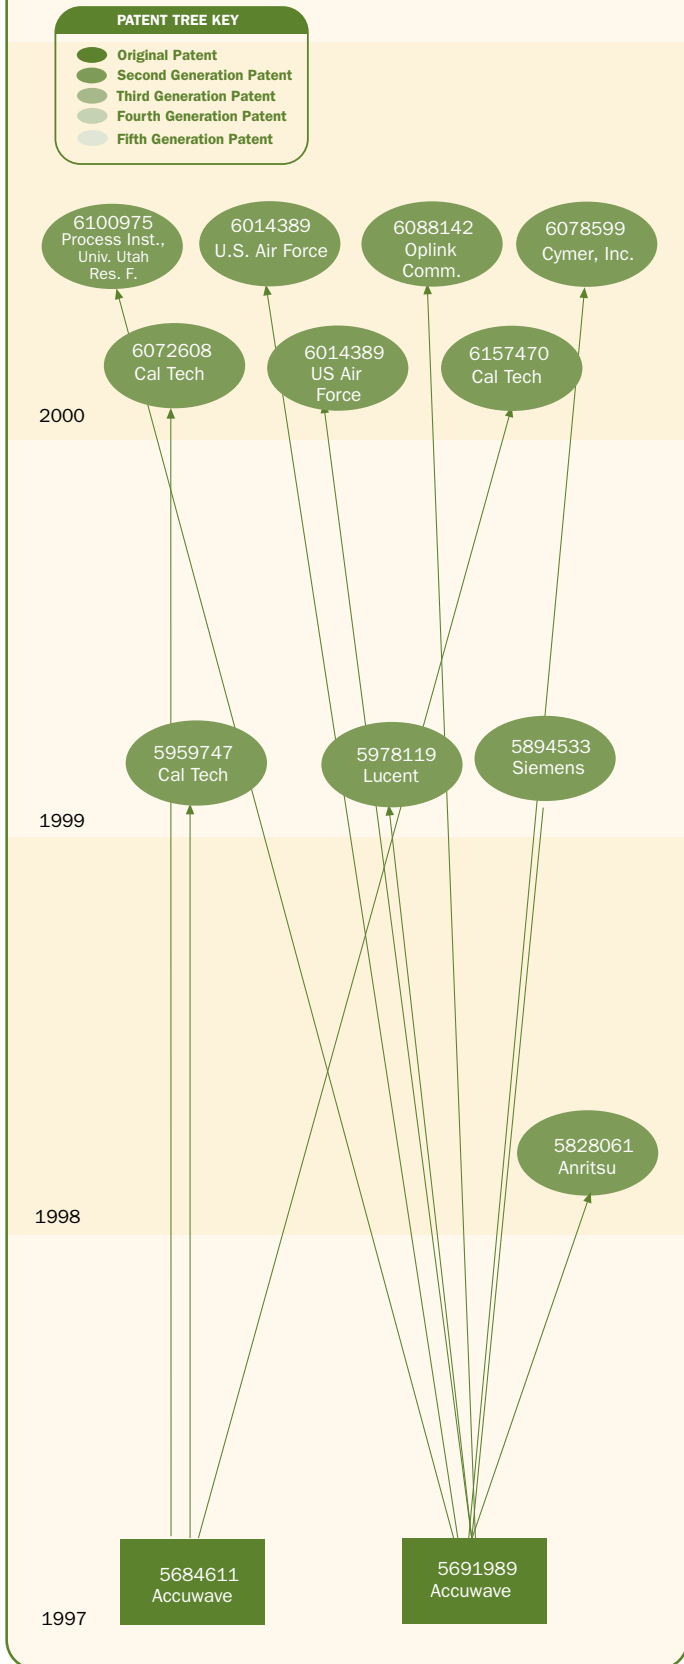 PATENT TREE KEY
Original Patent
Second Generation Patent
Third Generation Patent
Fourth Generation Patent
Fifth Generation Patent
6100975
Process Inst.,
Univ. Utah
Res. F.
6014389
U.S. Air Force
6088142
Oplink
Comm.
6078599
Cymer, Inc.
6072608
Cal Tech
6014389
US Air
Force
6157470
Cal Tech
2000
5959747
Cal Tech
5978119
Lucent
5894533
Siemens
1999
5828061
Anritsu
1998
5684611
Accuwave
5691989
Accuwave
1997